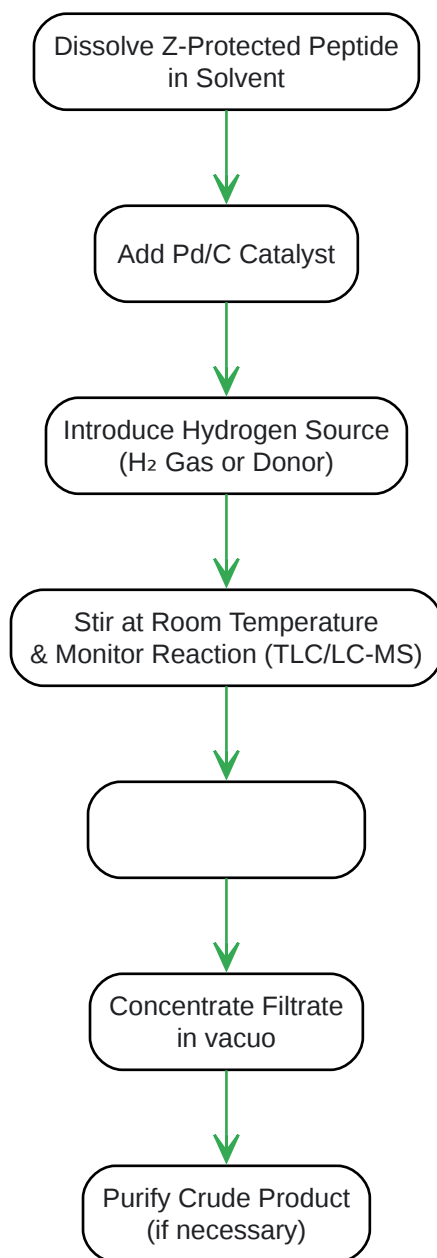 Dissolve Z-Protected Peptide
in Solvent
Add Pd/C Catalyst
Introduce Hydrogen Source
(H₂ Gas or Donor)
Stir at Room Temperature
& Monitor Reaction (TLC/LC-MS)
Concentrate Filtrate
in vacuo
Purify Crude Product
(if necessary)